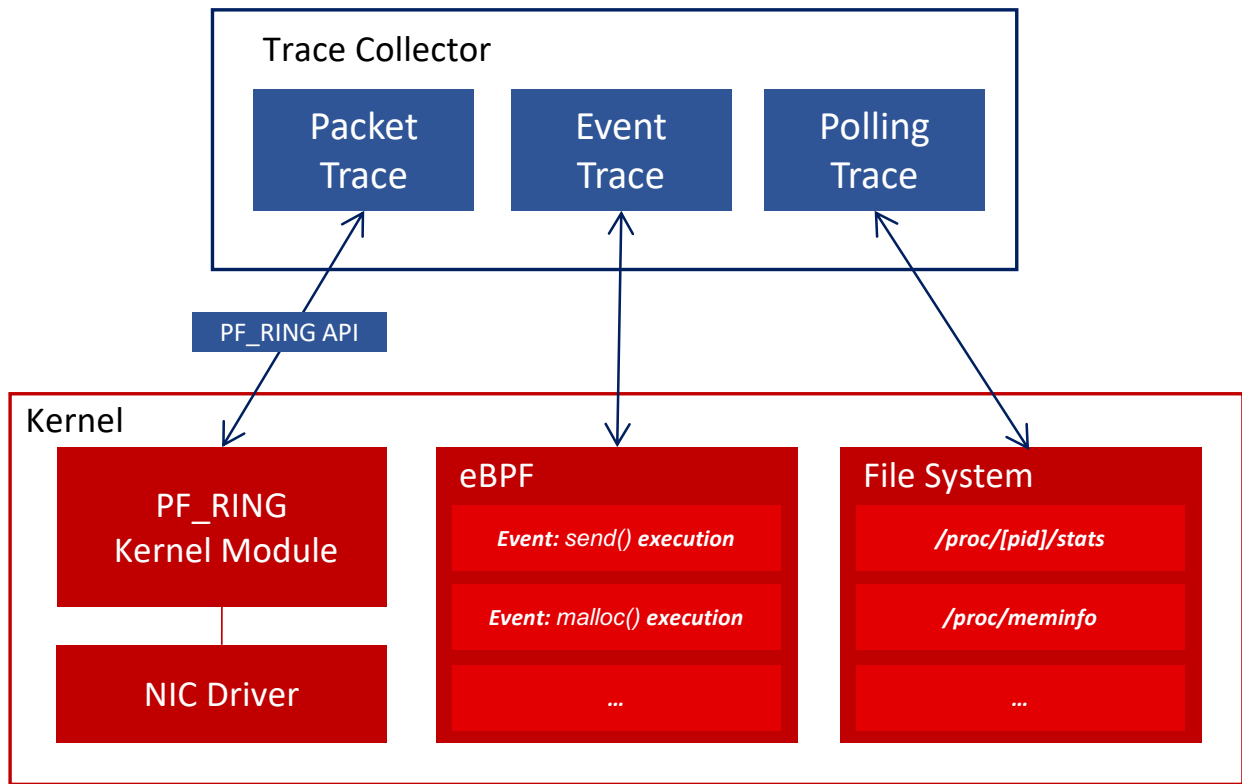 Trace Collector
Packet
Trace
Event
Trace
Polling
Trace
PF_RING API
Kernel
PF_RING
Kernel Module
NIC Driver
eBPF
Event: send() execution
Event: malloc() execution
...
File System
/proc/[pid]/stats
/proc/meminfo
...